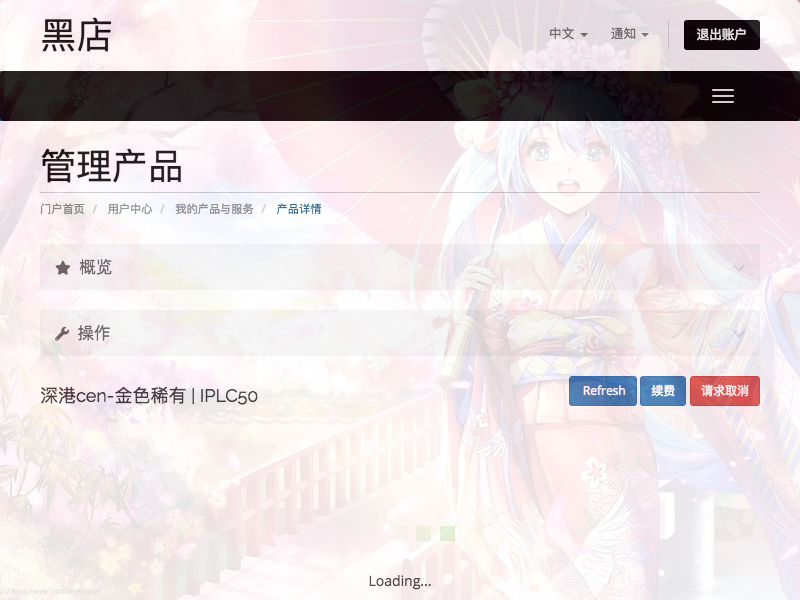 黑店
中文 通知 退出账户
管理产品
门户首页 / 用户中心 / 我的产品与服务 / 产品详情
概览
操作
深港cen-金色稀有 | IPLC50
Refresh 续费 请求取消
Loading...